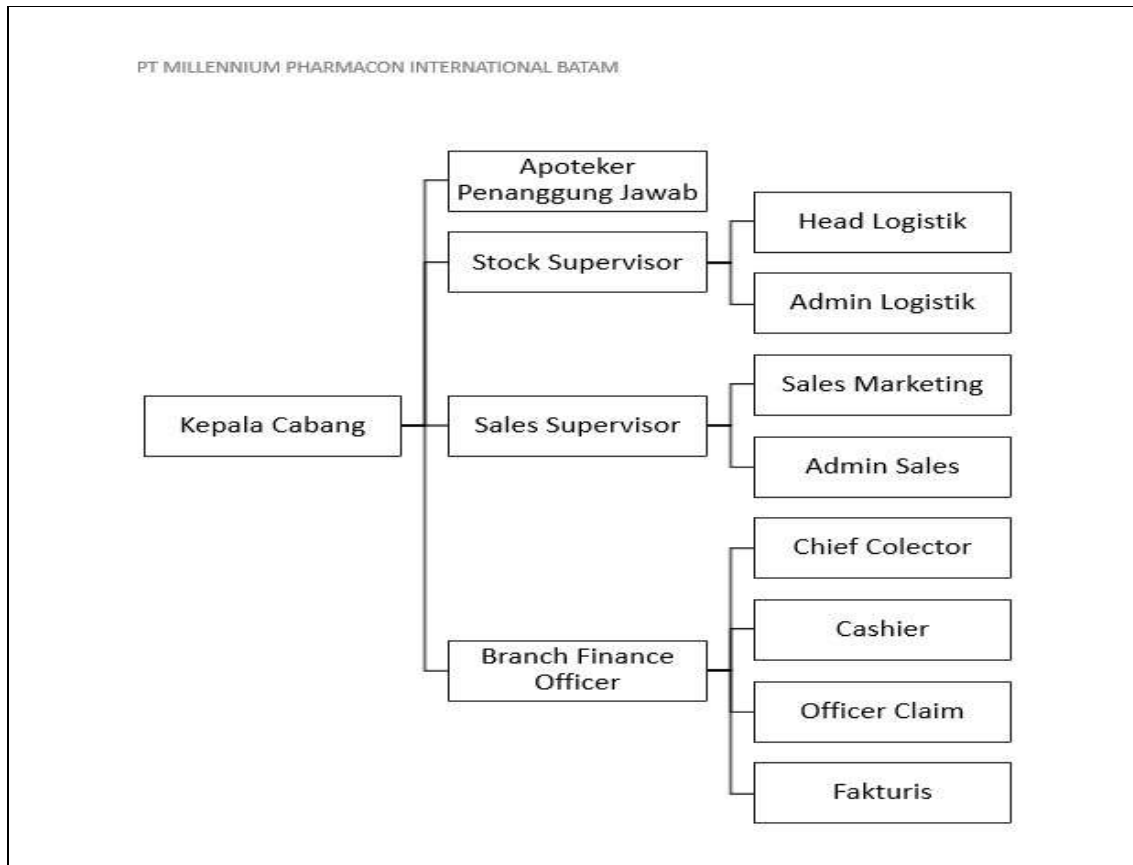 PT MILLENNIUM PHARMACON INTERNATIONAL BATAM
Kepala Cabang
Apoteker
Penanggung Jawab
Stock Supervisor
Head Logistik
Admin Logistik
Sales Supervisor
Sales Marketing
Admin Sales
Branch Finance
Officer
Chief Colector
Cashier
Officer Claim
Fakturis